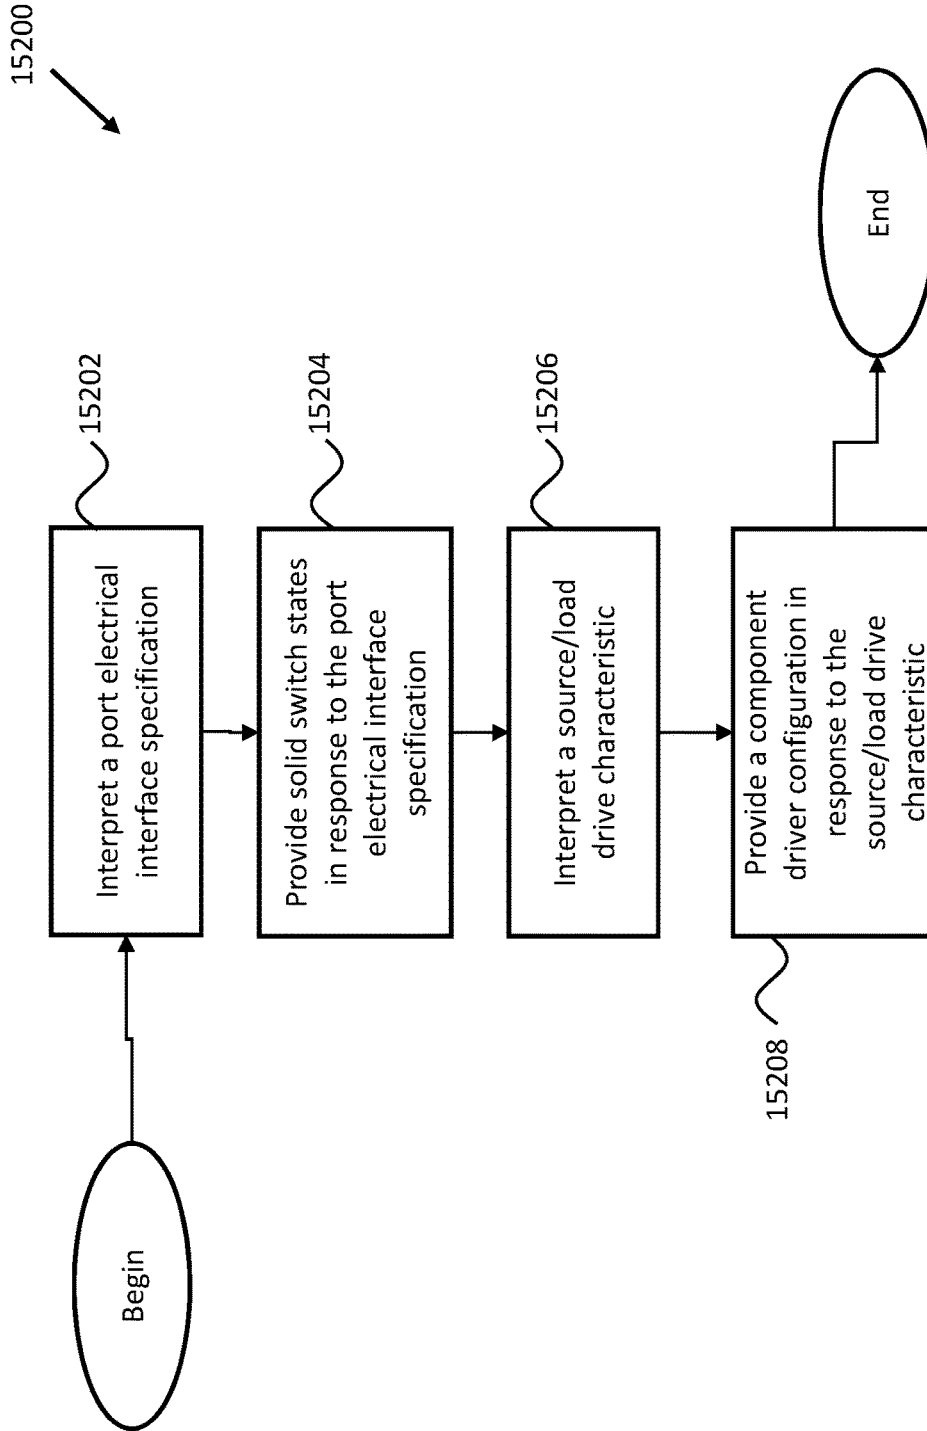 15200
Begin
Interpret a port electrical
interface specification
15202
Provide solid switch states
in response to the port
electrical interface
specification
15204
Interpret a source/load
drive characteristic
15206
Provide a component
driver configuration in
response to the
source/load drive
characteristic
15208
End